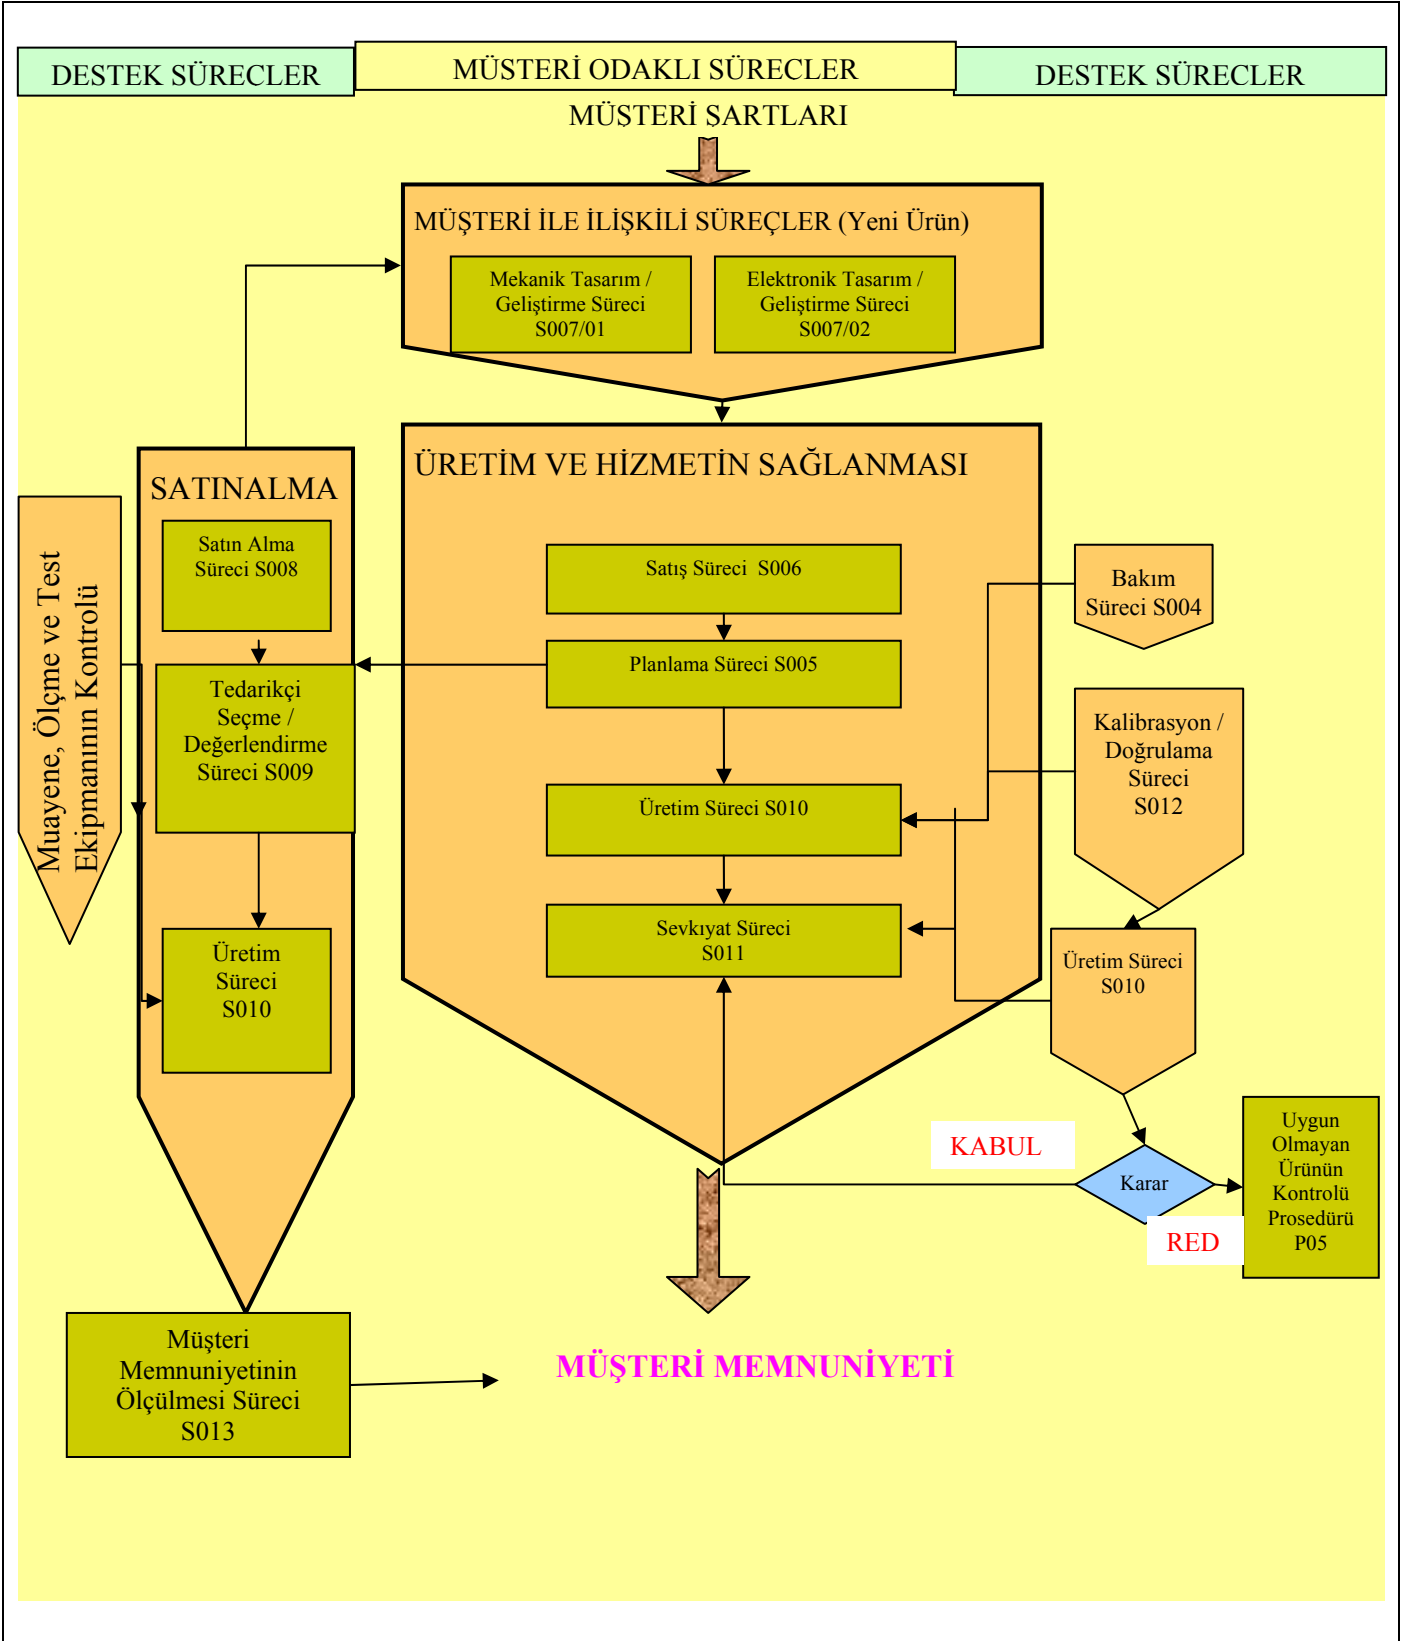 DESTEK SÜRECLER
MÜSTERİ ODAKLI SÜRECLER
DESTEK SÜRECLER
MÜŞTERİ ŞARTLARI
MÜŞTERİ İLE İLİŞKİLİ SÜREÇLER (Yeni Ürün)
Mekanik Tasarım /
Geliştirme Süreci
S007/01
Elektronik Tasarım /
Geliştirme Süreci
S007/02
SATINALMA
Satın Alma
Süreci S008
Tedarikçi
Seçme /
Değerlendirme
Süreci S009
Üretim
Süreci
S010
Muayene, Ölçme ve Test
Ekipmanının Kontrolü
ÜRETİM VE HİZMETİN SAĞLANMASI
Satış Süreci  S006
Planlama Süreci S005
Üretim Süreci S010
Sevkıyat Süreci
S011
Bakım
Süreci S004
Kalibrasyon /
Doğrulama
Süreci
S012
Üretim Süreci
S010
KABUL
Karar
RED
Uygun
Olmayan
Ürünün
Kontrolü
Prosedürü
P05
Müşteri
Memnuniyetinin
Ölçülmesi Süreci
S013
MÜŞTERİ MEMNUNİYETİ